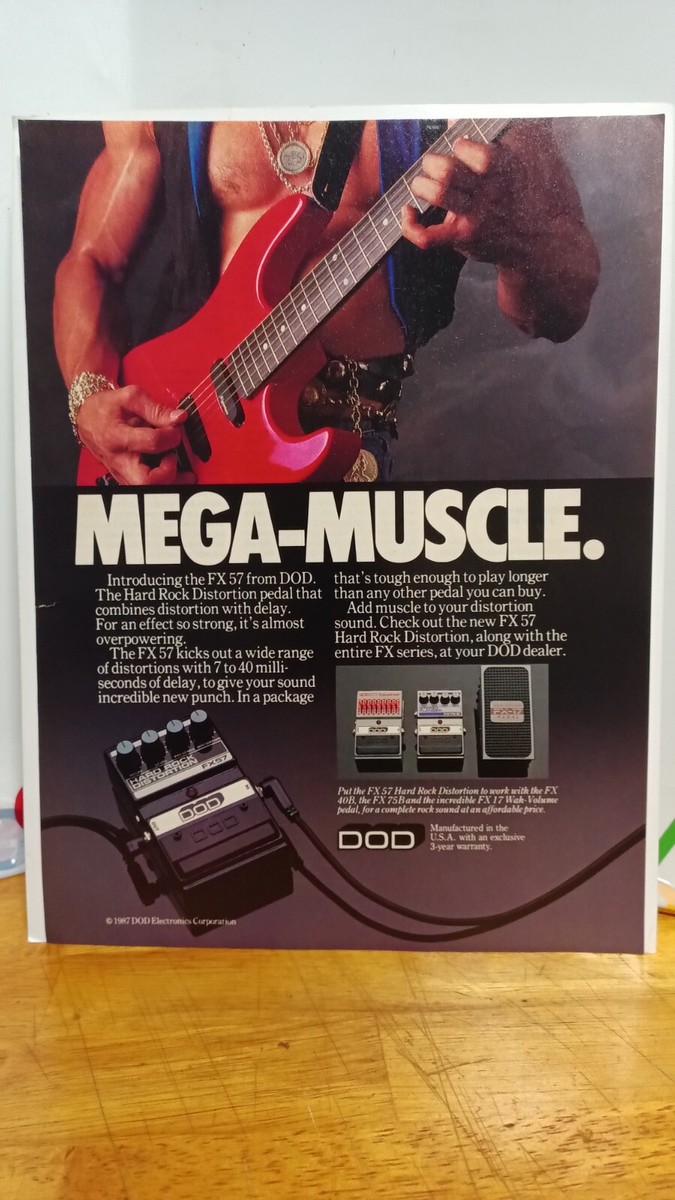 MEGA-MUSCLE.
Introducing the FX 57 from DOD.
The Hard Rock Distortion pedal that
combines distortion with delay.
For an effect so strong, it's almost
overpowering.
The FX 57 kicks out a wide range
of distortions with 7 to 40 milli-
seconds of delay, to give your sound
incredible new punch. In a package
that's tough enough to play longer
than any other pedal you can buy.
Add muscle to your distortion
sound. Check out the new FX 57
Hard Rock Distortion, along with the
entire FX series, at your DOD dealer.
HARD ROCK
DISTORTION FX57
DOD
DOD
DOD
FX-17
PEDAL
Put the FX 57 Hard Rock Distortion to work with the FX
40B, the FX 75B and the incredible FX 17 Wah-Volume
pedal, for a complete rock sound at an affordable price.
DOD
Manufactured in the
U.S.A. with an exclusive
3-year warranty.
© 1987 DOD Electronics Corporation